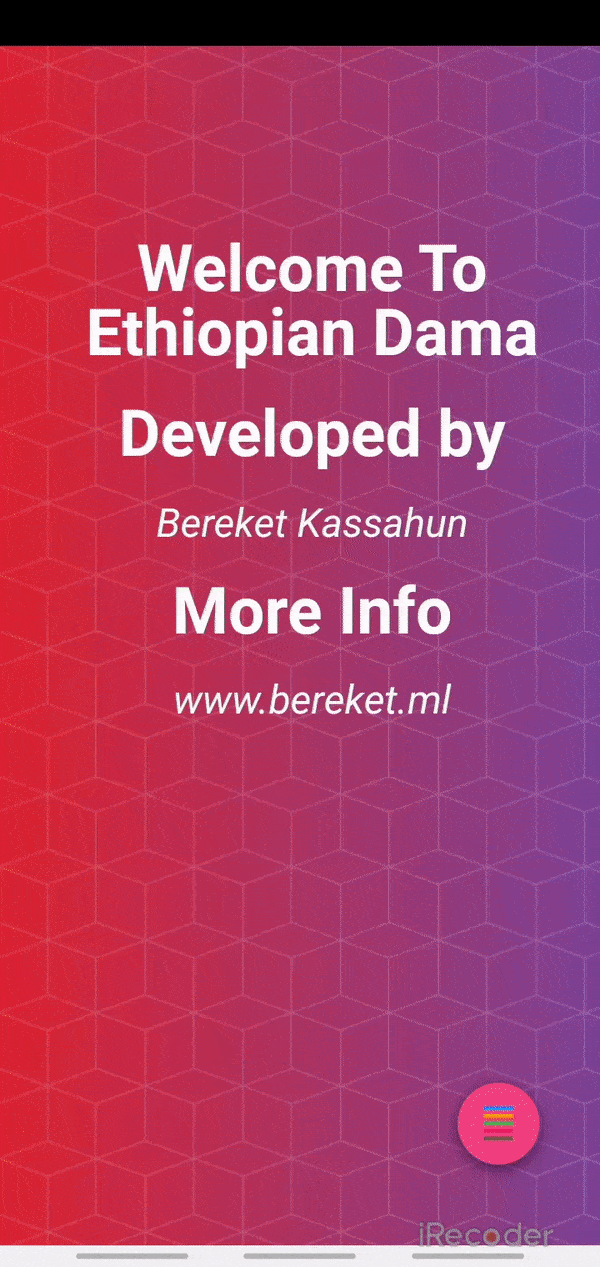 Welcome To
Ethiopian Dama
Developed by
Bereket Kassahun
More Info
www.bereket.ml
iRecoder